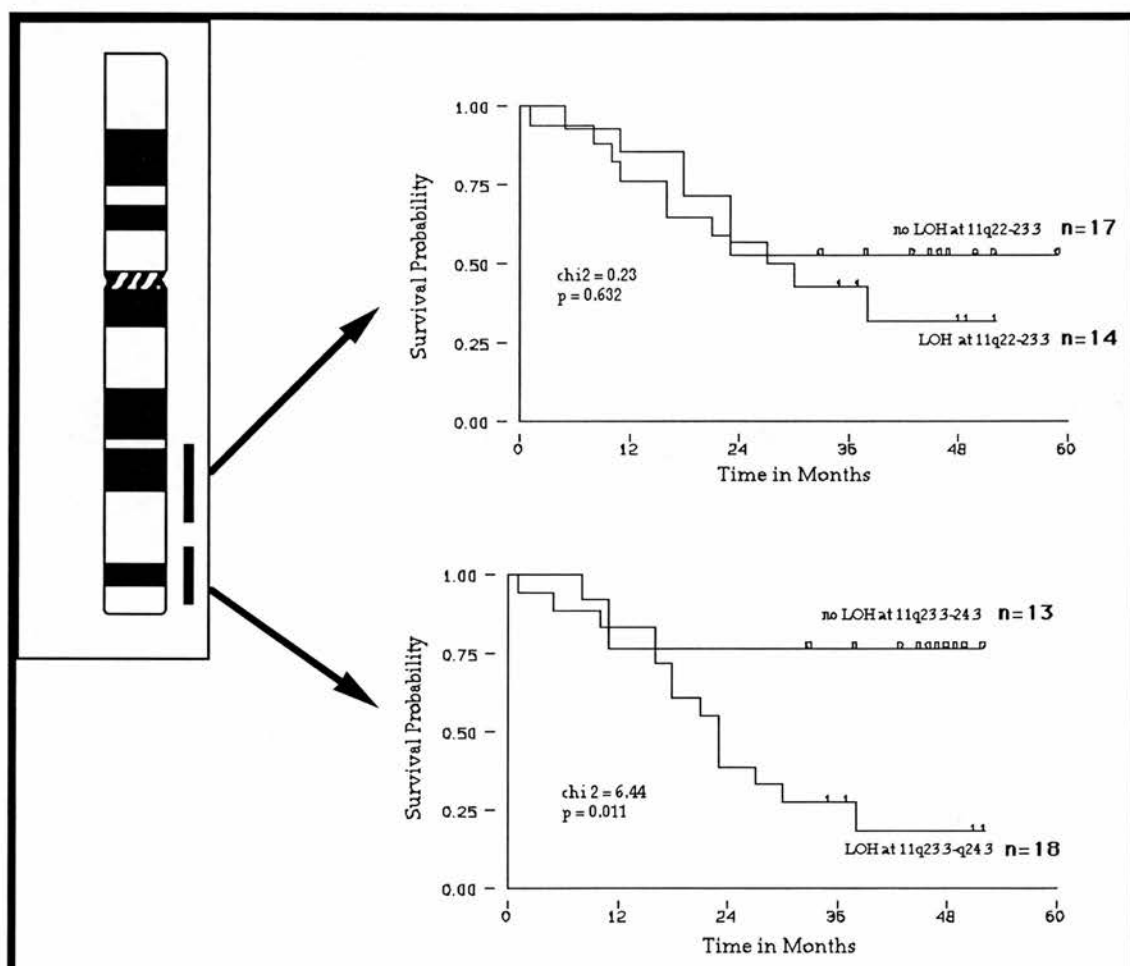 1.00
0.75
0.50
0.25
0.00
Survival Probability
no LOH at 11q22-23.3 n=17
chi2 = 0.23
p = 0.632
LOH at 11q22-23.3 n=14
0 12 24 36 48 60
Time in Months
1.00
0.75
0.50
0.25
0.00
Survival Probability
no LOH at 11q23.3-24.3 n=13
chi 2 = 6.44
p = 0.011
LOH at 11q23.3-q24.3 n=18
0 12 24 36 48 60
Time in Months